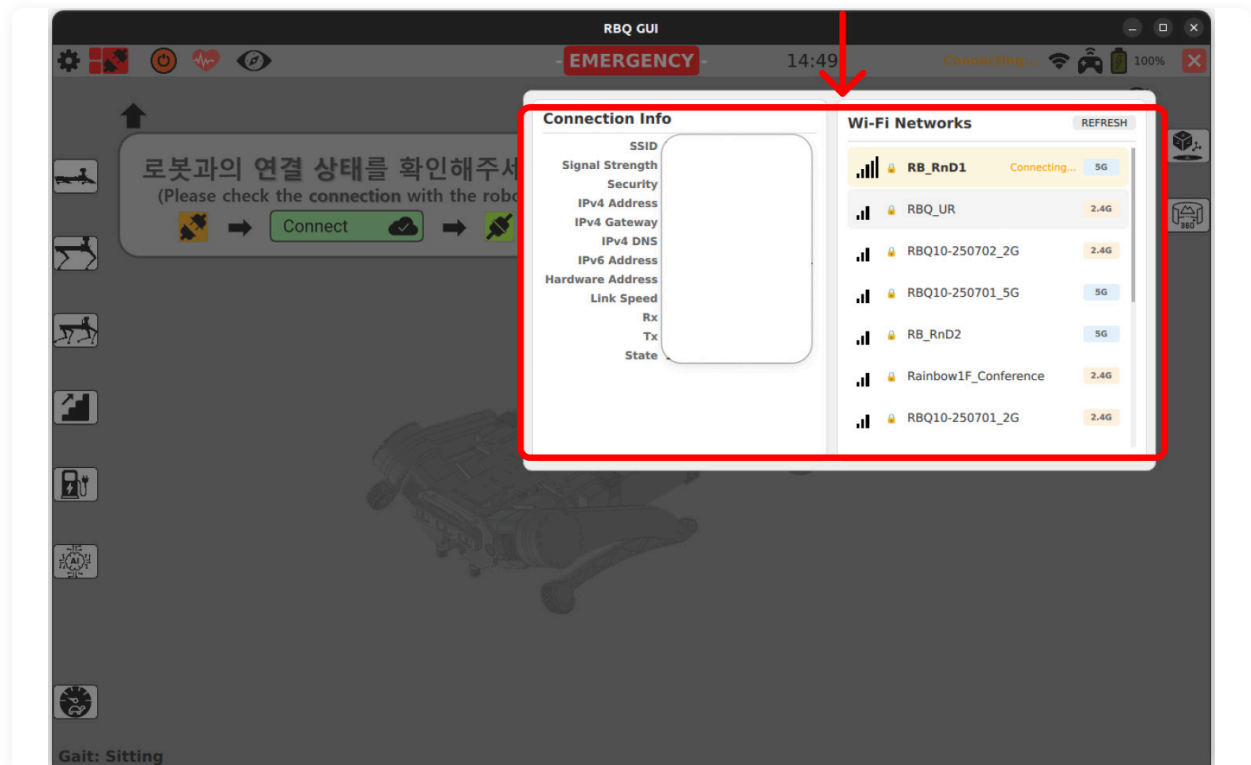 RBQ GUI
- EMERGENCY -
14:49
Connecting...
100%
로봇과의 연결 상태를 확인해주세
(Please check the connection with the robo
Connect
Connection Info
SSID
Signal Strength
Security
IPv4 Address
IPv4 Gateway
IPv4 DNS
IPv6 Address
Hardware Address
Link Speed
Rx
Tx
State
Wi-Fi Networks
REFRESH
RB_RnD1 Connecting... 5G
RBQ_UR 2.4G
RBQ10-250702_2G 2.4G
RBQ10-250701_5G 5G
RB_RnD2 5G
Rainbow1F_Conference 2.4G
RBQ10-250701_2G 2.4G
360
AI
Gait: Sitting